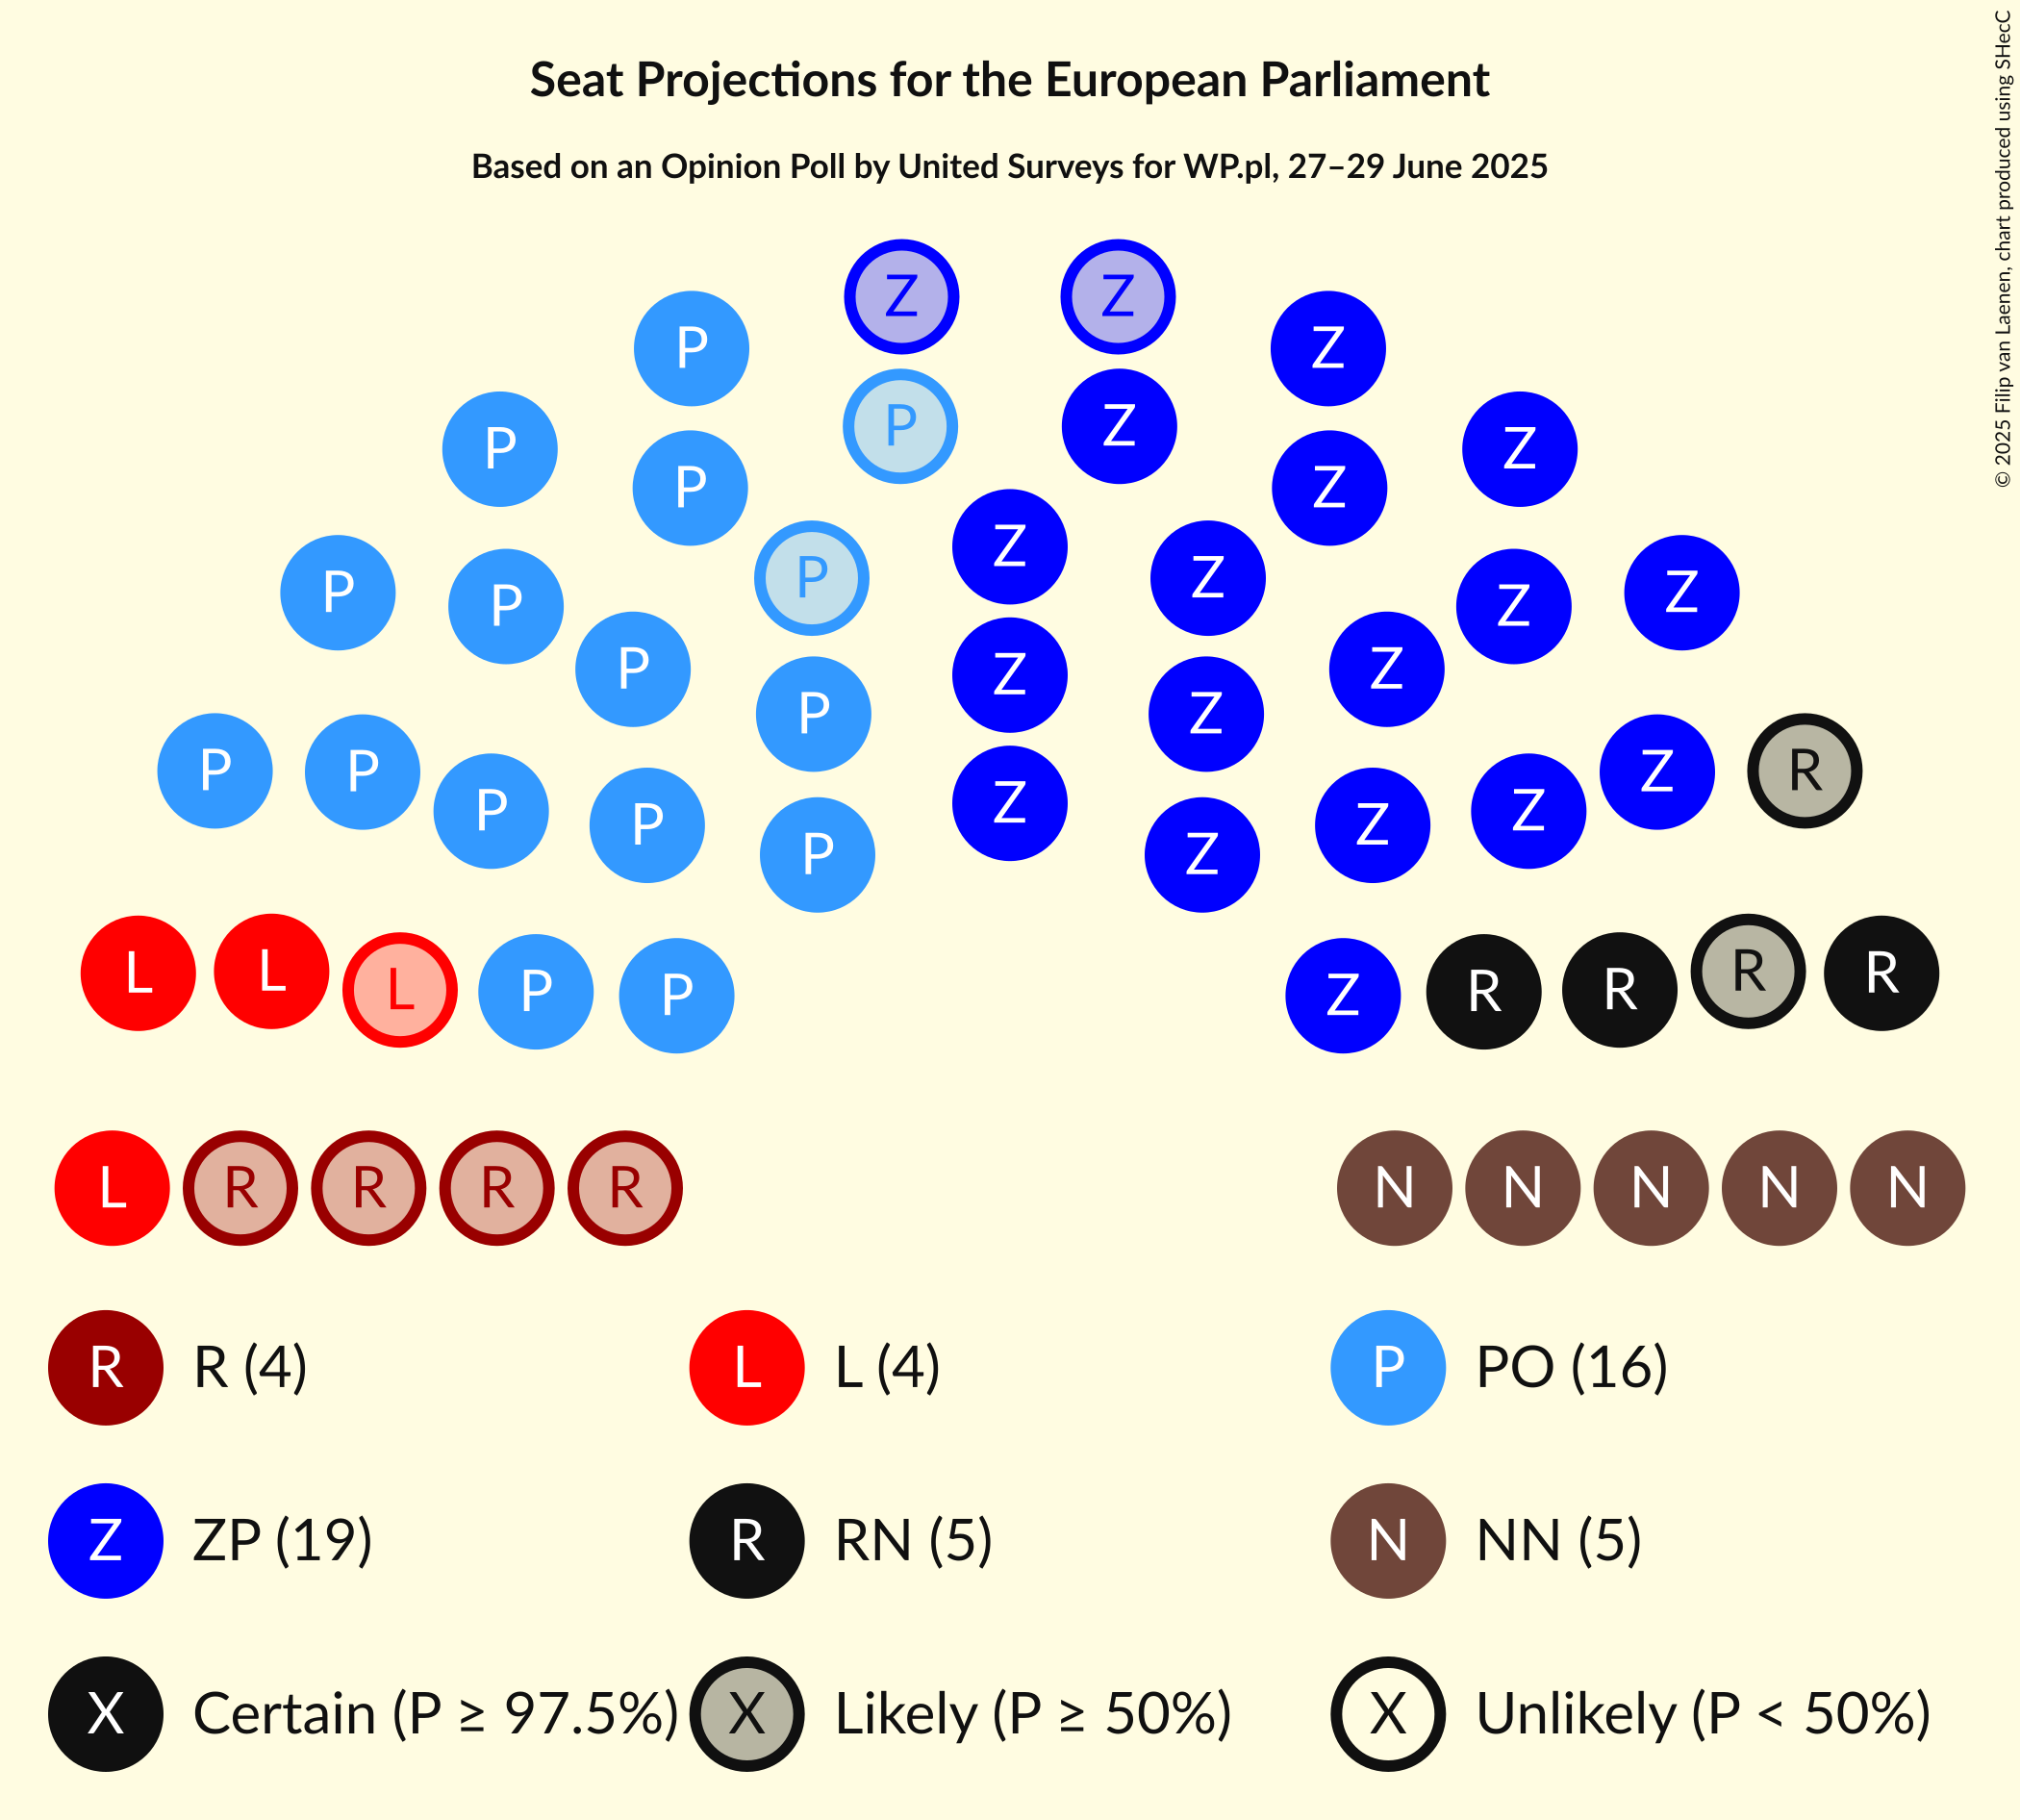 Seat Projections for the European Parliament
Based on an Opinion Poll by United Surveys for WP.pl, 27–29 June 2025
© 2025 Filip van Laenen, chart produced using SHecC
Z Z
P Z
P Z
P Z
P Z
P Z
Z
P Z
P Z
P Z
P Z
Z
P Z
P R
P Z
P Z
P Z
Z
P Z
L L L P P Z R R R R
L R R R R N N N N N
R R (4) L L (4) P PO (16)
Z ZP (19) R RN (5) N NN (5)
X Certain (P ≥ 97.5%) X Likely (P ≥ 50%) X Unlikely (P < 50%)